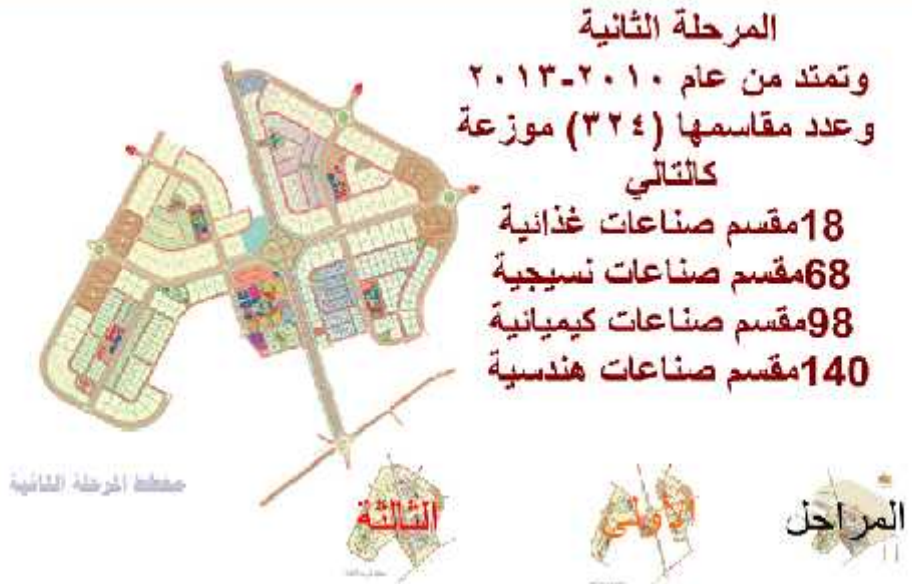 المرحلة الثانية
وتمتد من عام ٢٠١٠-٢٠١٣
وعدد مقاسمها (٣٢٤) موزعة
كالتالي
18مقسم صناعات غذائية
68مقسم صناعات نسيجية
98مقسم صناعات كيميائية
140مقسم صناعات هندسية
مخطط المرحلة الثانية
المراحل
الأولى
الثالثة